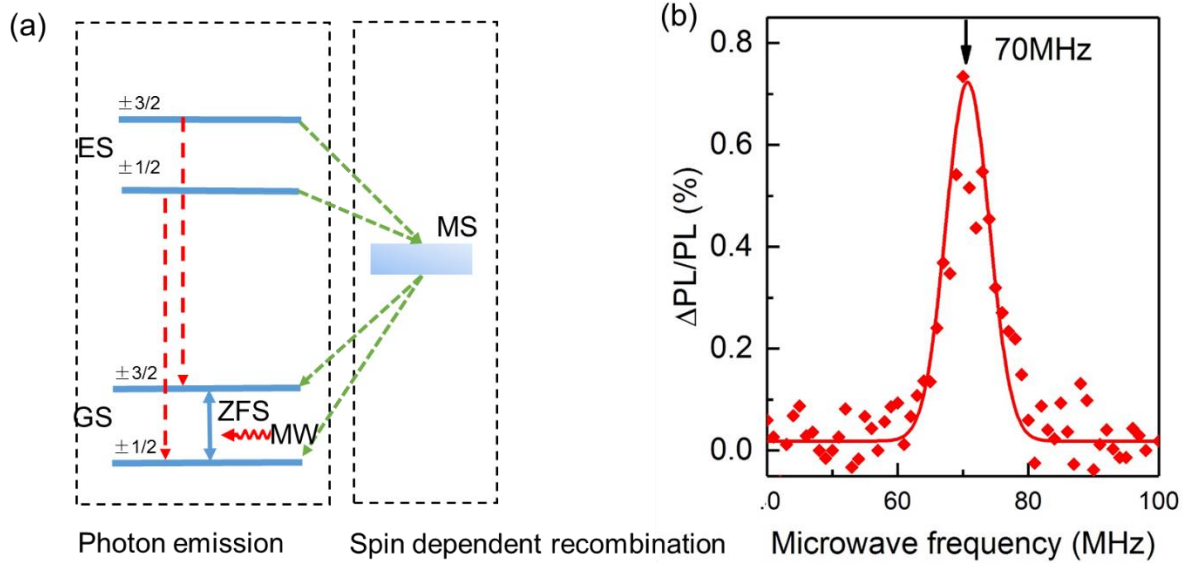 (a)
±3/2
ES
±1/2
MS
±3/2
GS
ZFS
MW
±1/2
Photon emission
Spin dependent recombination
(b)
70MHz
0.8
0.6
0.4
0.2
0.0
ΔPL/PL (%)
.0 60 80 100
Microwave frequency (MHz)